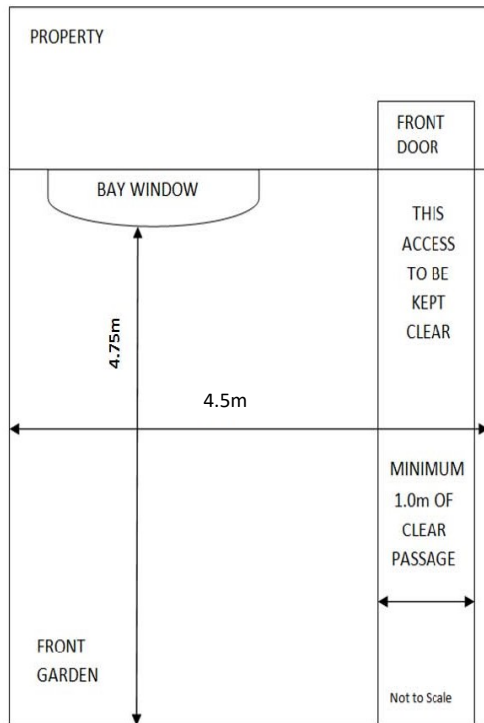 PROPERTY
FRONT
DOOR
BAY WINDOW
THIS
ACCESS
TO BE
KEPT
CLEAR
4.75m
4.5m
MINIMUM
1.0m OF
CLEAR
PASSAGE
FRONT
GARDEN
Not to Scale